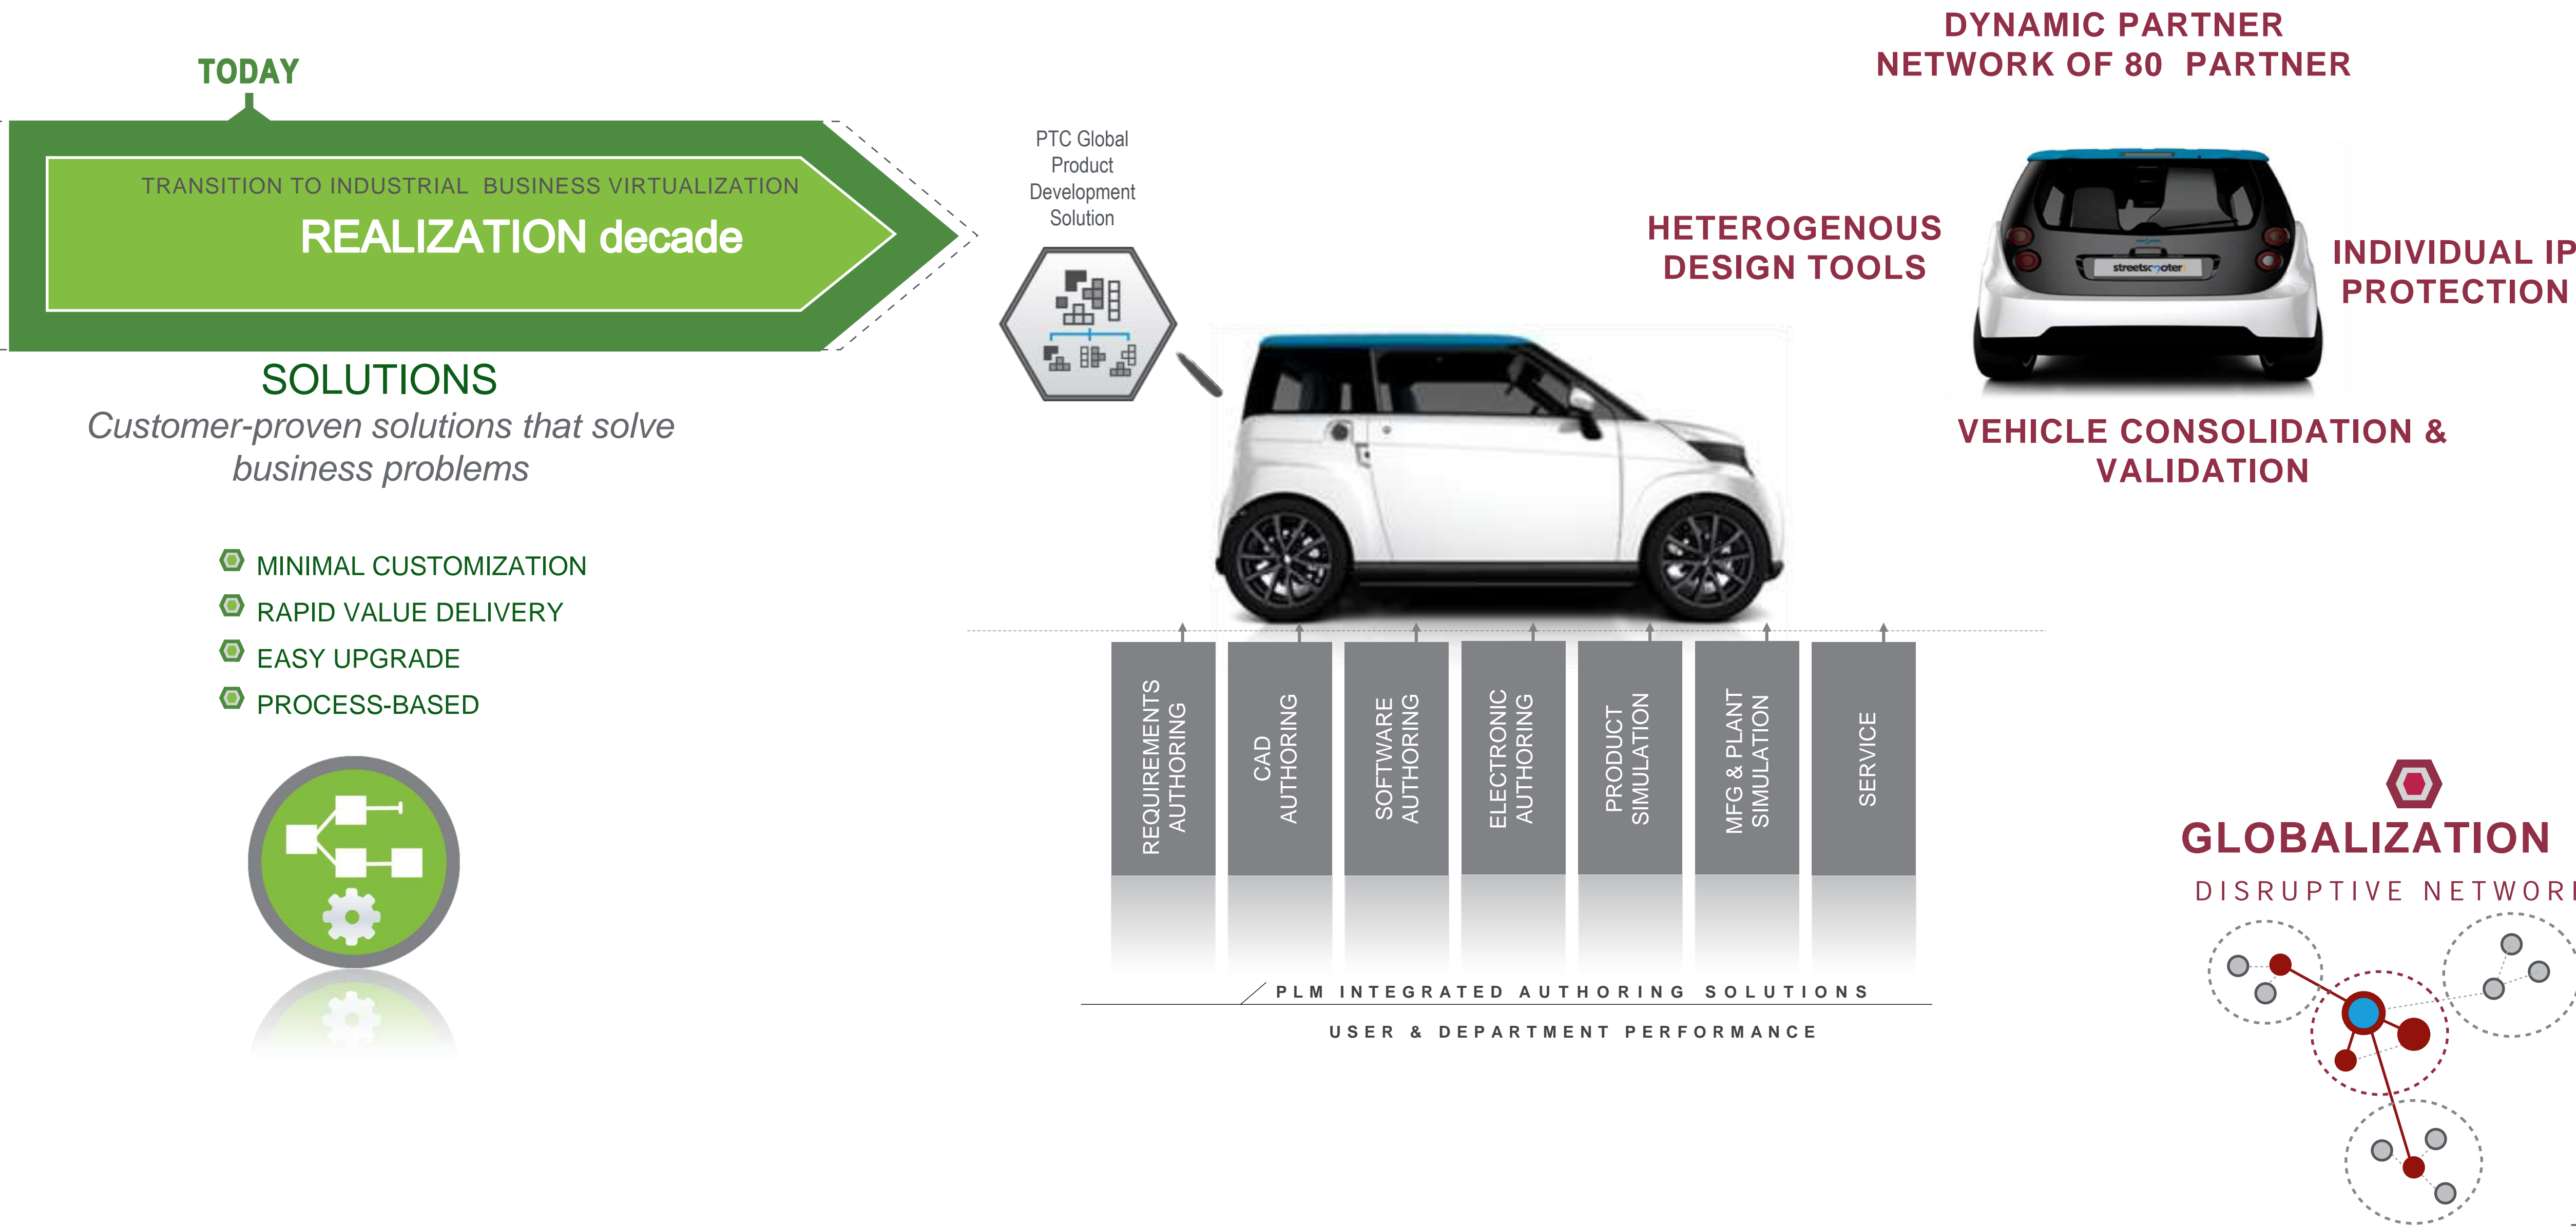 TODAY
TRANSITION TO INDUSTRIAL BUSINESS VIRTUALIZATION
REALIZATION decade
SOLUTIONS
Customer-proven solutions that solve
business problems
MINIMAL CUSTOMIZATION
RAPID VALUE DELIVERY
EASY UPGRADE
PROCESS-BASED
PTC Global
Product
Development
Solution
REQUIREMENTS
AUTHORING
CAD
AUTHORING
SOFTWARE
AUTHORING
ELECTRONIC
AUTHORING
PRODUCT
SIMULATION
MFG & PLANT
SIMULATION
SERVICE
PLM INTEGRATED AUTHORING SOLUTIONS
USER & DEPARTMENT PERFORMANCE
DYNAMIC PARTNER
NETWORK OF 80 PARTNER
HETEROGENOUS
DESIGN TOOLS
streetscooter
INDIVIDUAL IP
PROTECTION
VEHICLE CONSOLIDATION &
VALIDATION
GLOBALIZATION
DISRUPTIVE